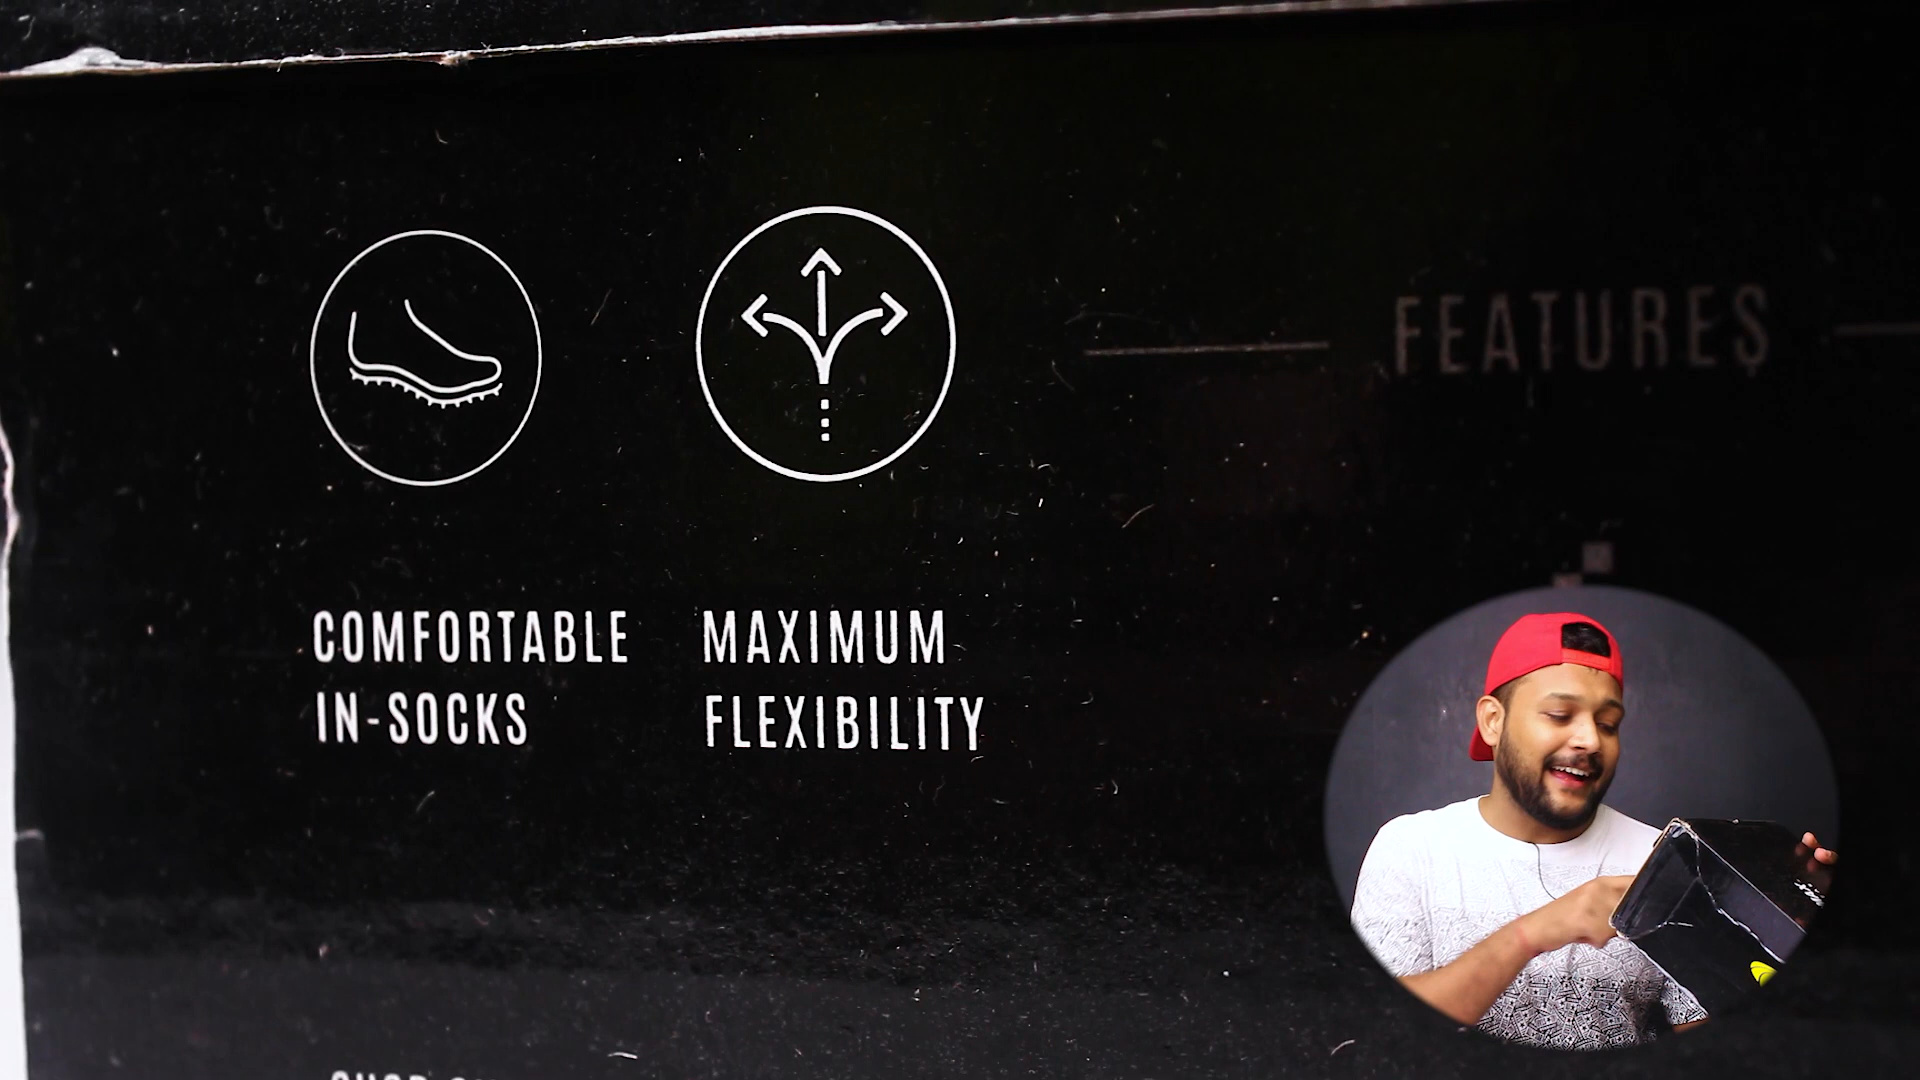 FEATURES
COMFORTABLE
IN-SOCKS
MAXIMUM
FLEXIBILITY